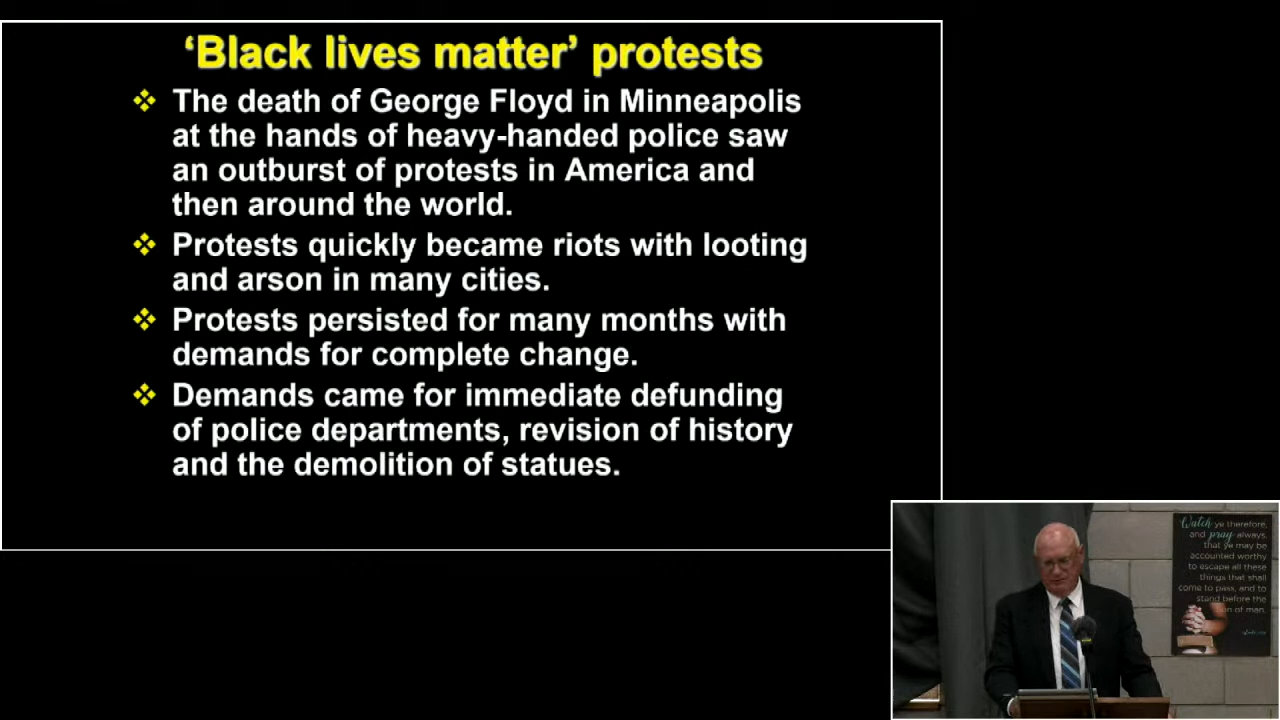 ‘Black lives matter’ protests
❖ The death of George Floyd in Minneapolis
at the hands of heavy-handed police saw
an outburst of protests in America and
then around the world.
❖ Protests quickly became riots with looting
and arson in many cities.
❖ Protests persisted for many months with
demands for complete change.
❖ Demands came for immediate defunding
of police departments, revision of history
and the demolition of statues.
Watch ye therefore,
and pray always,
that ye may be
accounted worthy
to escape all these
things that shall
come to pass, and to
stand before the
Son of man.